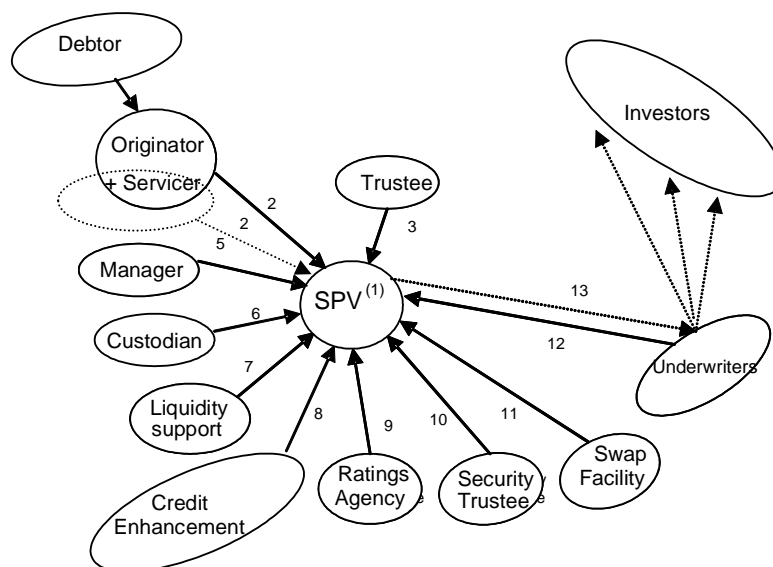 Debtor
Investors
Originator
+ Servicer
Trustee
2
2
3
5
Manager
SPV(1)
13
6
Custodian
12
Underwriters
7
Liquidity
support
8
9
10
11
Swap
Facility
Ratings
Agency
Security
Trustee
Credit
Enhancement